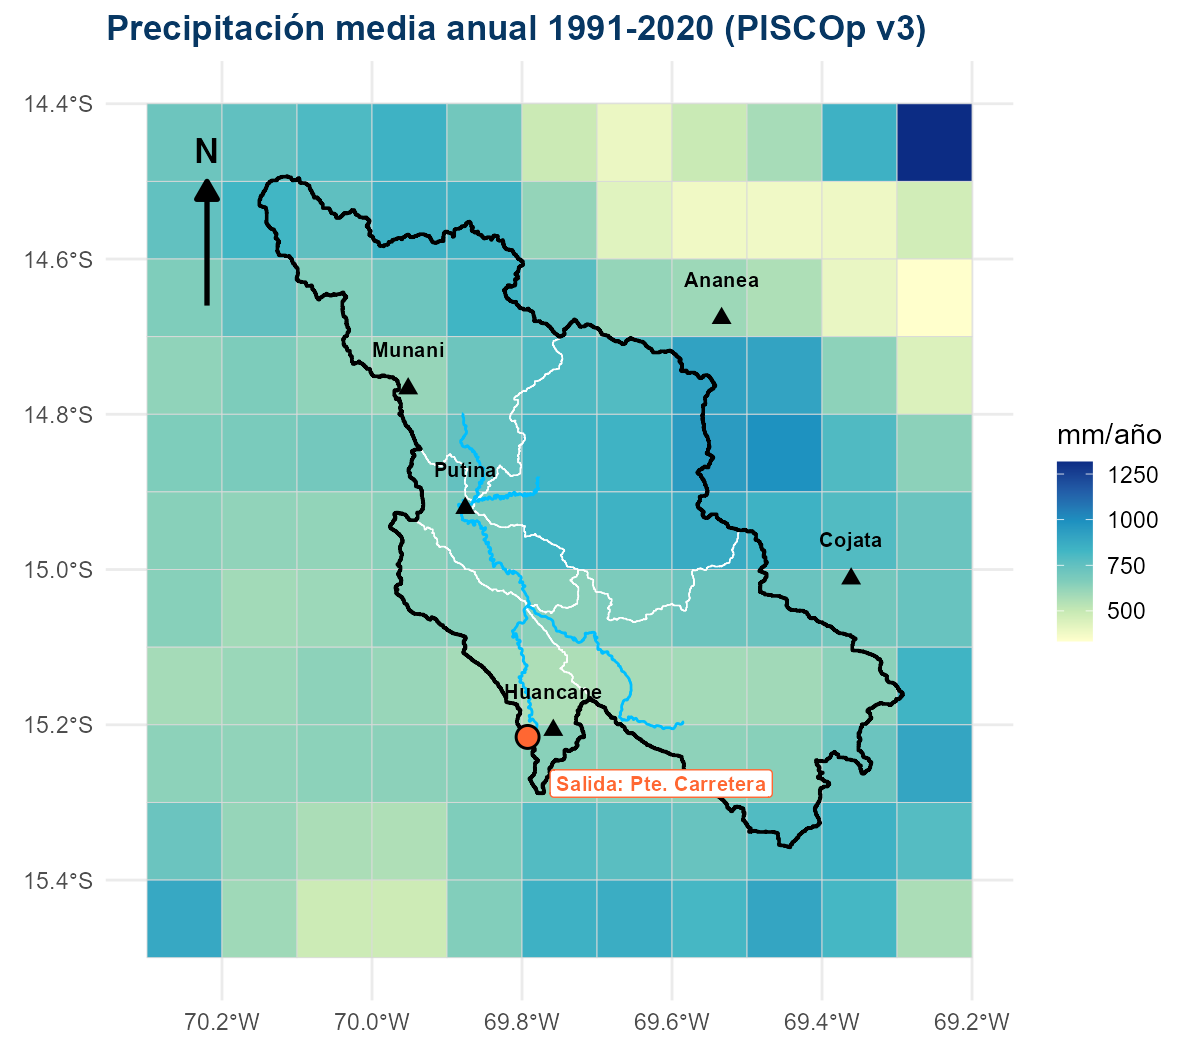 Precipitación media anual 1991-2020 (PISCOp v3)
14.4°S
N
14.6°S
Ananea
Munani
14.8°S
mm/año
Putina
1250
1000
Cojata
15.0°S
750
500
Huancane
15.2°S
Salida: Pte. Carretera
15.4°S
70.2°W 70.0°W 69.8°W 69.6°W 69.4°W 69.2°W